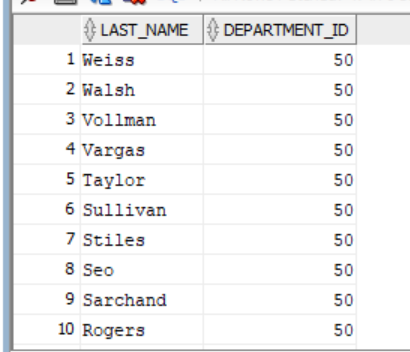 LAST_NAME DEPARTMENT_ID
1 Weiss 50
2 Walsh 50
3 Vollman 50
4 Vargas 50
5 Taylor 50
6 Sullivan 50
7 Stiles 50
8 Seo 50
9 Sarchand 50
10 Rogers 50